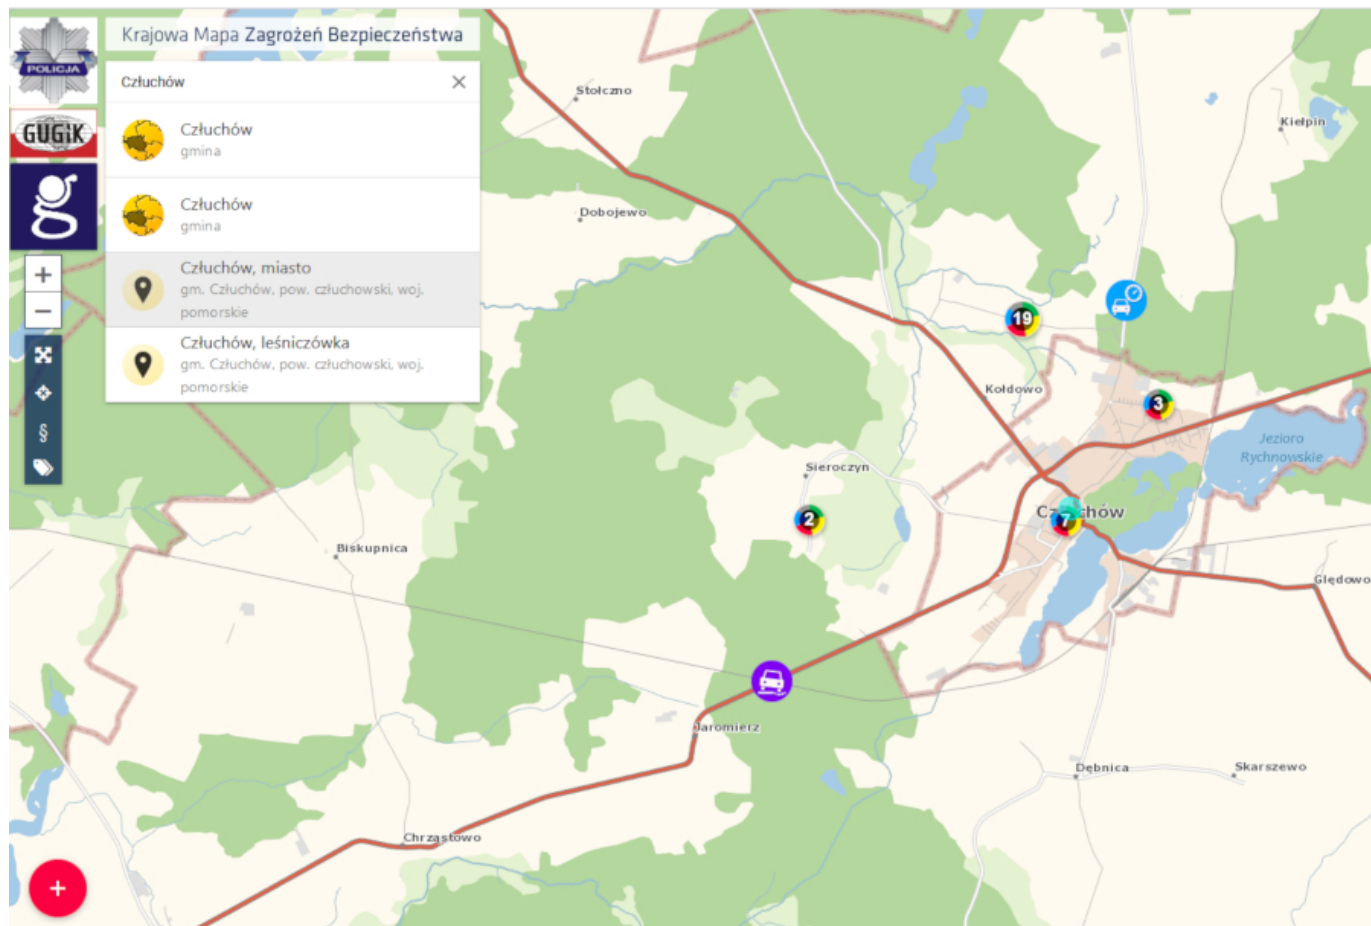 Krajowa Mapa Zagrożeń Bezpieczeństwa
POLICJA
Człuchów
GUGiK
Człuchów
gmina
Człuchów
gmina
Człuchów, miasto
gm. Człuchów, pow. człuchowski, woj.
pomorskie
Człuchów, leśniczówka
gm. Człuchów, pow. człuchowski, woj.
pomorskie
+
−
§
Stołczno
Kiełpin
Dobojewo
19
Kołdowo
3
Jezioro
Rychnowskie
Sieroczyn
Człuchów
7
2
Biskupnica
Ględowo
Jaromierz
Dębnica
Skarszewo
Chrząstowo
+